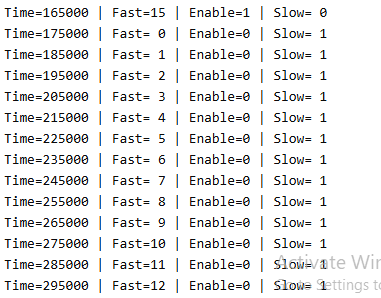 Time=165000 | Fast=15 | Enable=1 | Slow= 0
Time=175000 | Fast= 0 | Enable=0 | Slow= 1
Time=185000 | Fast= 1 | Enable=0 | Slow= 1
Time=195000 | Fast= 2 | Enable=0 | Slow= 1
Time=205000 | Fast= 3 | Enable=0 | Slow= 1
Time=215000 | Fast= 4 | Enable=0 | Slow= 1
Time=225000 | Fast= 5 | Enable=0 | Slow= 1
Time=235000 | Fast= 6 | Enable=0 | Slow= 1
Time=245000 | Fast= 7 | Enable=0 | Slow= 1
Time=255000 | Fast= 8 | Enable=0 | Slow= 1
Time=265000 | Fast= 9 | Enable=0 | Slow= 1
Time=275000 | Fast=10 | Enable=0 | Slow= 1
Time=285000 | Fast=11 | Enable=0 | Slow= 1
Time=295000 | Fast=12 | Enable=0 | Slow= 1
Activate Win
Go to Settings to